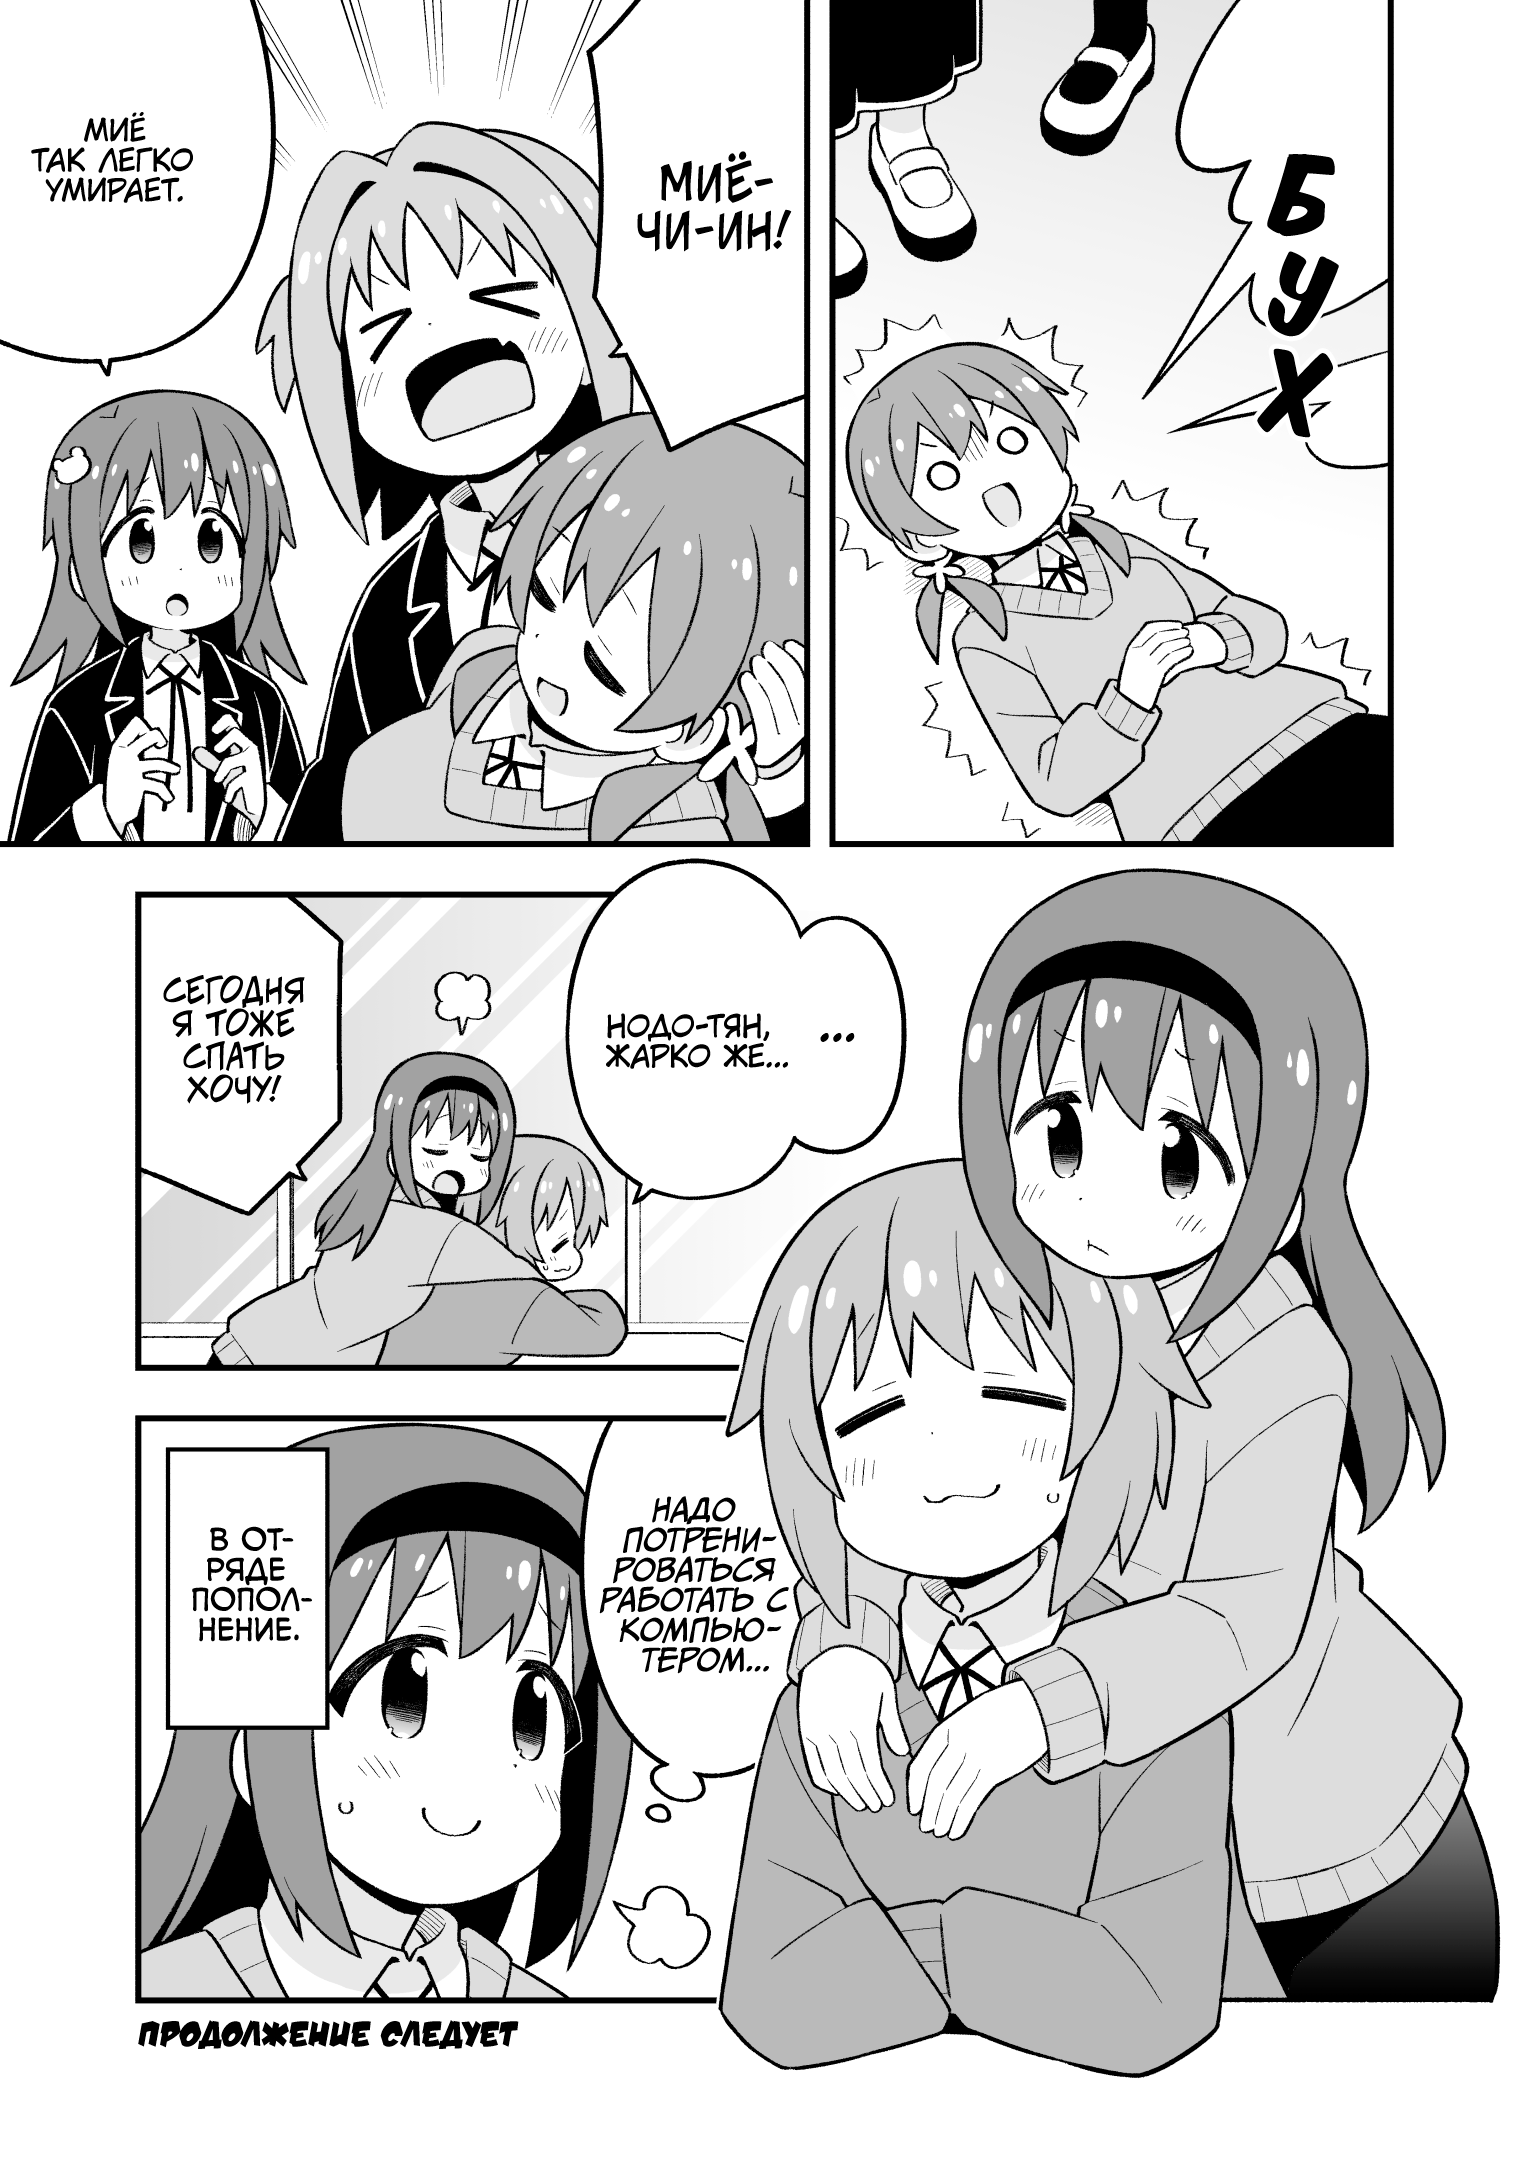 Б
У
Х
МИЁ-
ЧИ-ИН!
МИЁ
ТАК ЛЕГКО
УМИРАЕТ.
...
НОДО-ТЯН,
ЖАРКО ЖЕ...
СЕГОДНЯ
Я ТОЖЕ
СПАТЬ
ХОЧУ!
НАДО
ПОТРЕНИ-
РОВАТЬСЯ
РАБОТАТЬ С
КОМПЬЮ-
ТЕРОМ...
В ОТ-
РЯДЕ
ПОПОЛ-
НЕНИЕ.
ПРОДОЛЖЕНИЕ СЛЕДУЕТ